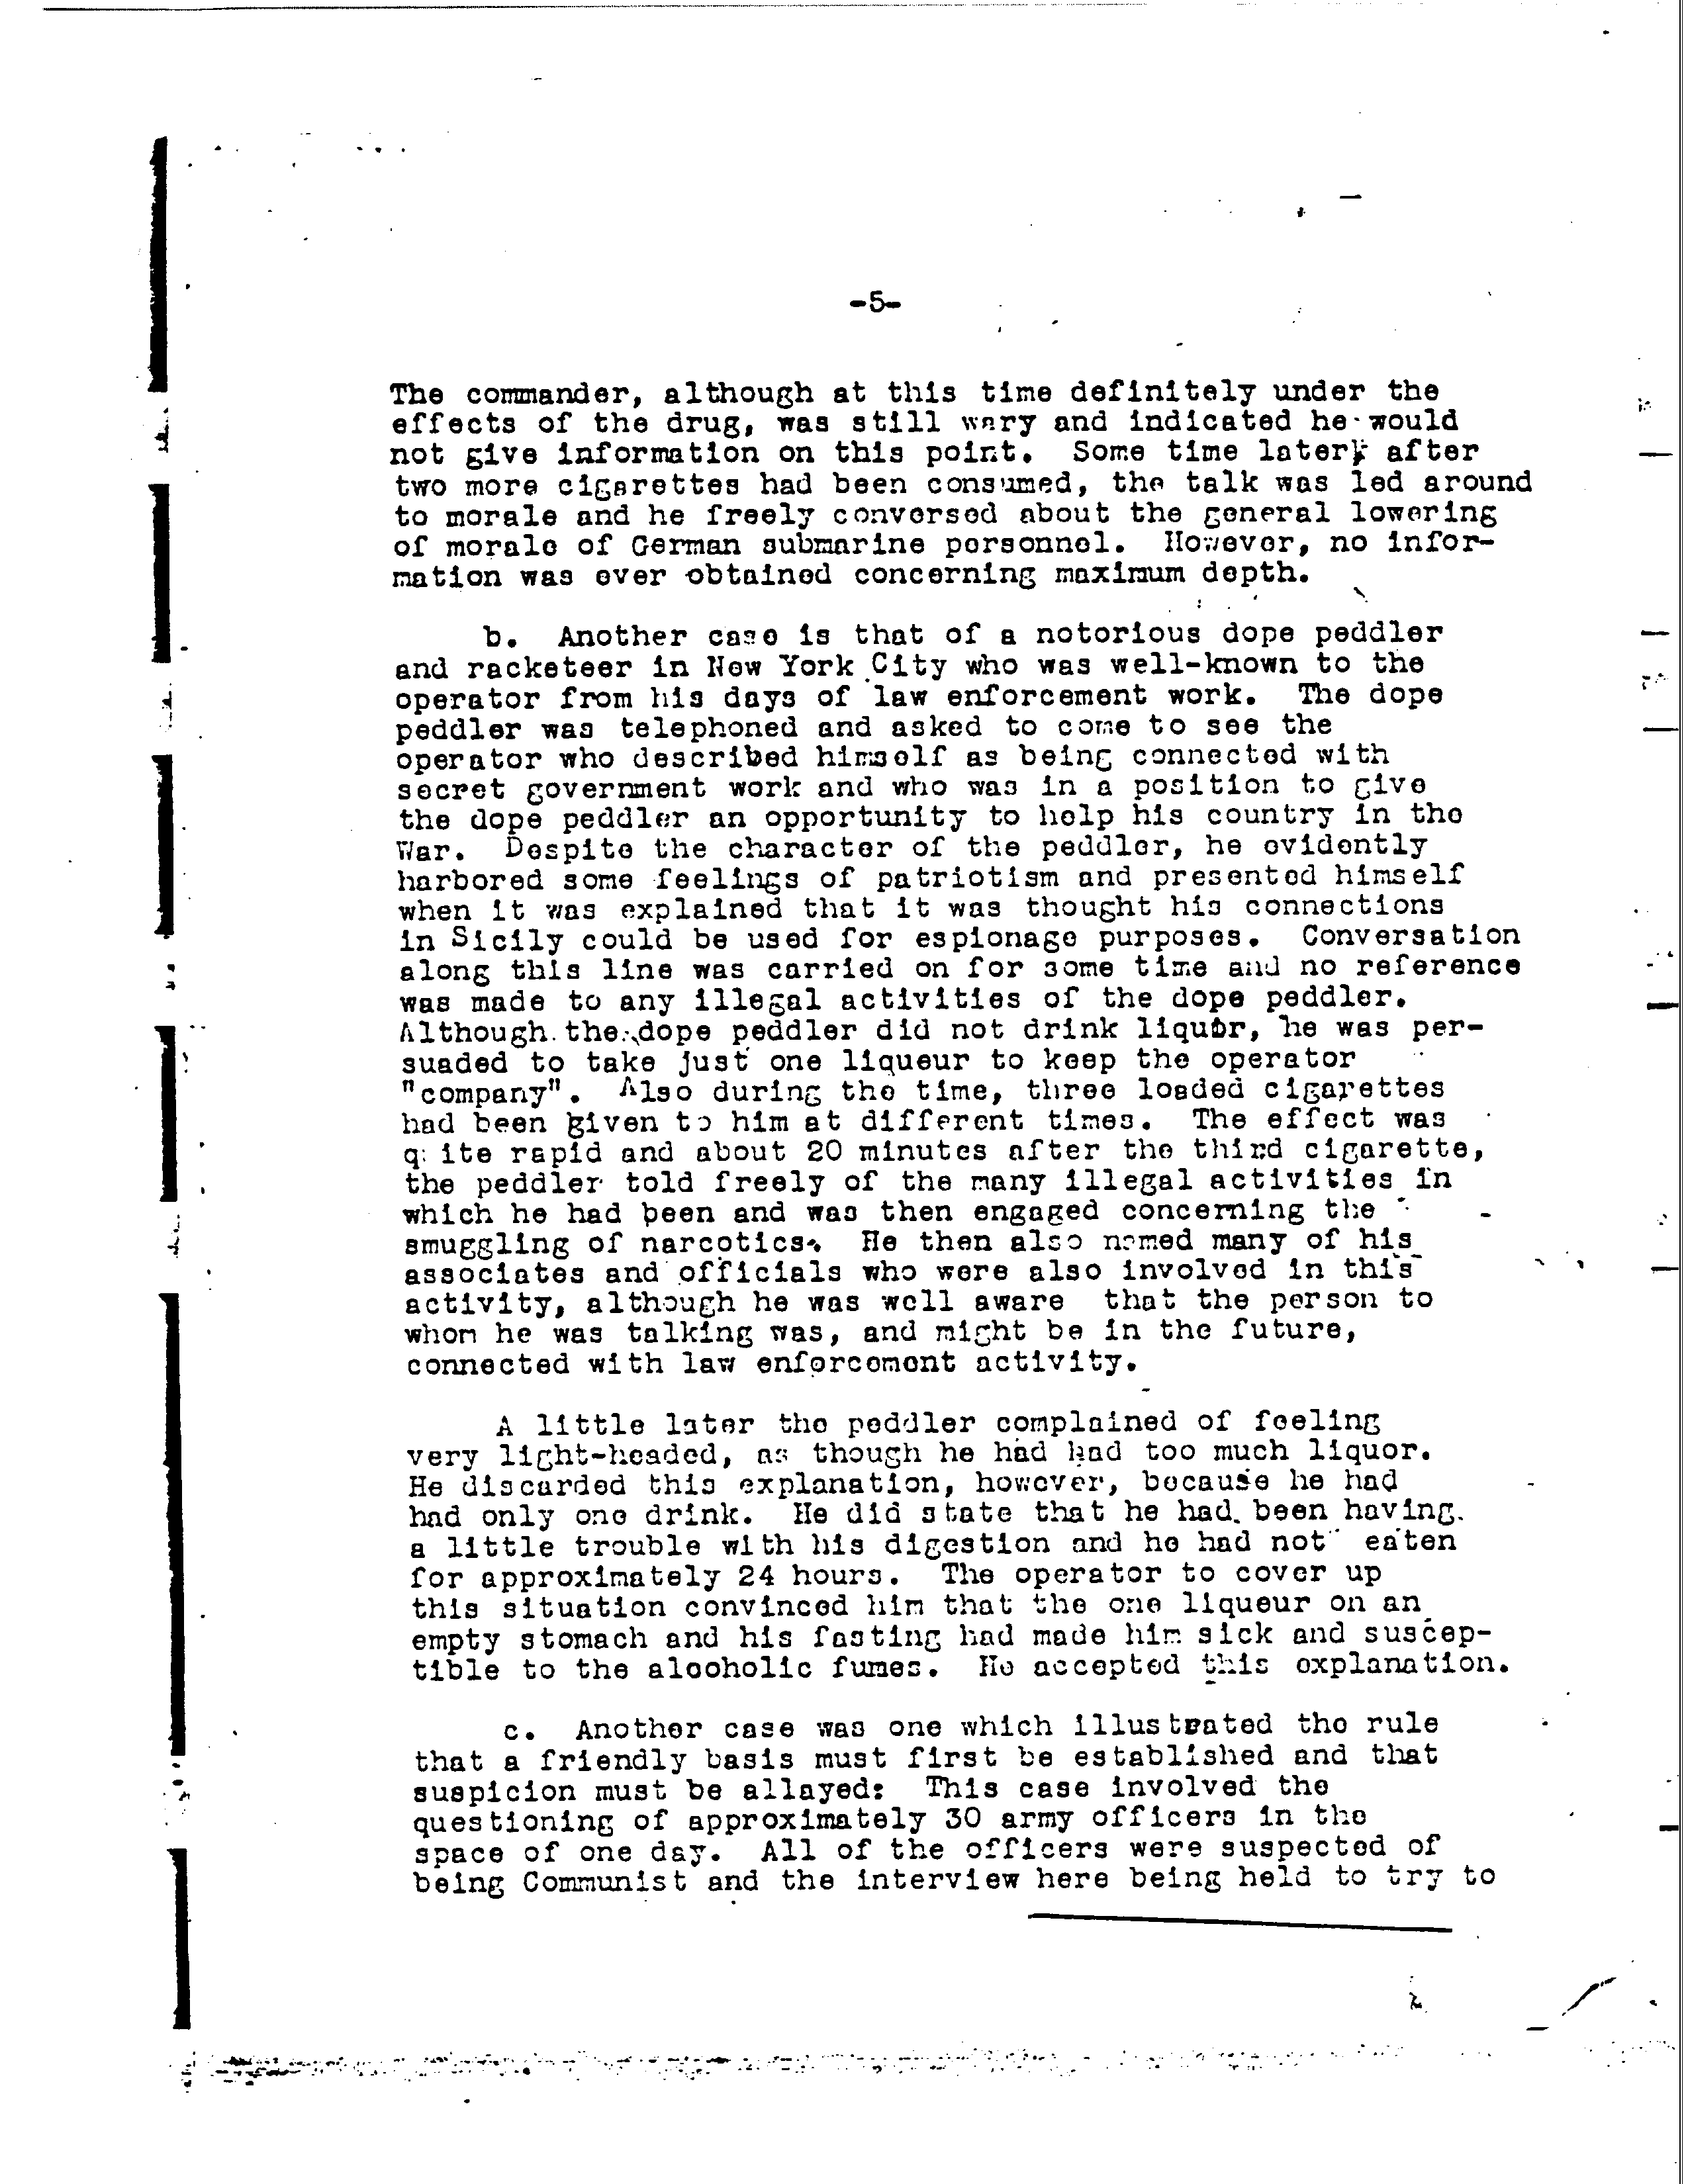 -5-
The commander, although at this time definitely under the
effects of the drug, was still wary and indicated he would
not give information on this point. Some time later, after
two more cigarettes had been consumed, the talk was led around
to morale and he freely conversed about the general lowering
of morale of German submarine personnel. However, no infor-
mation was ever obtained concerning maximum depth.
b. Another case is that of a notorious dope peddler
and racketeer in New York City who was well-known to the
operator from his days of law enforcement work. The dope
peddler was telephoned and asked to come to see the
operator who described himself as being connected with
secret government work and who was in a position to give
the dope peddler an opportunity to help his country in the
War. Despite the character of the peddler, he evidently
harbored some feelings of patriotism and presented himself
when it was explained that it was thought his connections
in Sicily could be used for espionage purposes. Conversation
along this line was carried on for some time and no reference
was made to any illegal activities of the dope peddler.
Although the dope peddler did not drink liquor, he was per-
suaded to take just one liqueur to keep the operator
"company". Also during the time, three loaded cigarettes
had been given to him at different times. The effect was
quite rapid and about 20 minutes after the third cigarette,
the peddler told freely of the many illegal activities in
which he had been and was then engaged concerning the
smuggling of narcotics. He then also named many of his
associates and officials who were also involved in this
activity, although he was well aware that the person to
whom he was talking was, and might be in the future,
connected with law enforcement activity.
A little later the peddler complained of feeling
very light-headed, as though he had had too much liquor.
He discarded this explanation, however, because he had
had only one drink. He did state that he had been having
a little trouble with his digestion and he had not eaten
for approximately 24 hours. The operator to cover up
this situation convinced him that the one liqueur on an
empty stomach and his fasting had made him sick and suscep-
tible to the alcoholic fumes. He accepted this explanation.
c. Another case was one which illustrated the rule
that a friendly basis must first be established and that
suspicion must be allayed: This case involved the
questioning of approximately 30 army officers in the
space of one day. All of the officers were suspected of
being Communist and the interview here being held to try to